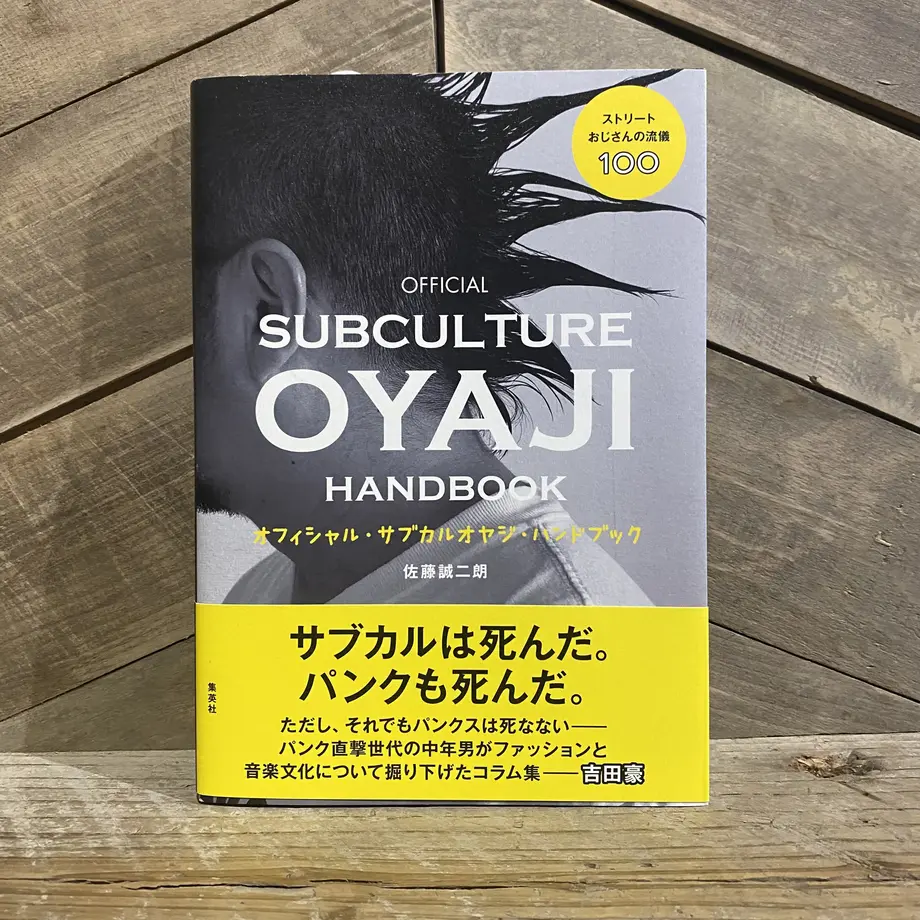 ストリート
おじさんの流儀
100
OFFICIAL
SUBCULTURE
OYAJI
HANDBOOK
オフィシャル・サブカルオヤジ・ハンドブック
佐藤誠二朗
サブカルは死んだ。
パンクも死んだ。
ただし、それでもパンクスは死なない――
パンク直撃世代の中年男がファッションと
音楽文化について掘り下げたコラム集――吉田豪
集英社